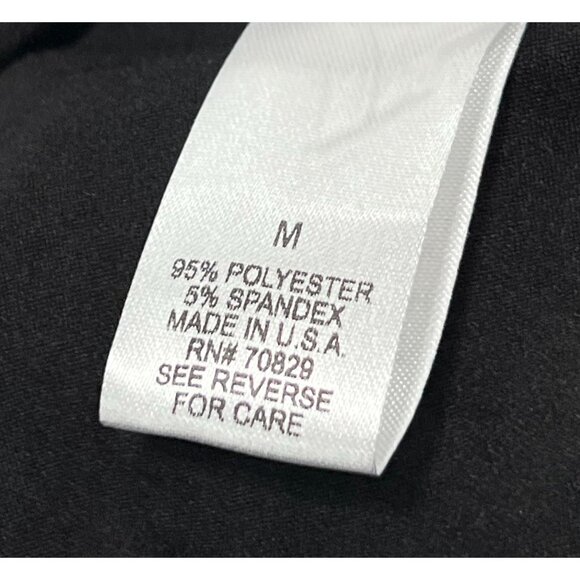 M
95% POLYESTER
5% SPANDEX
MADE IN U.S.A.
RN# 70829
SEE REVERSE
FOR CARE